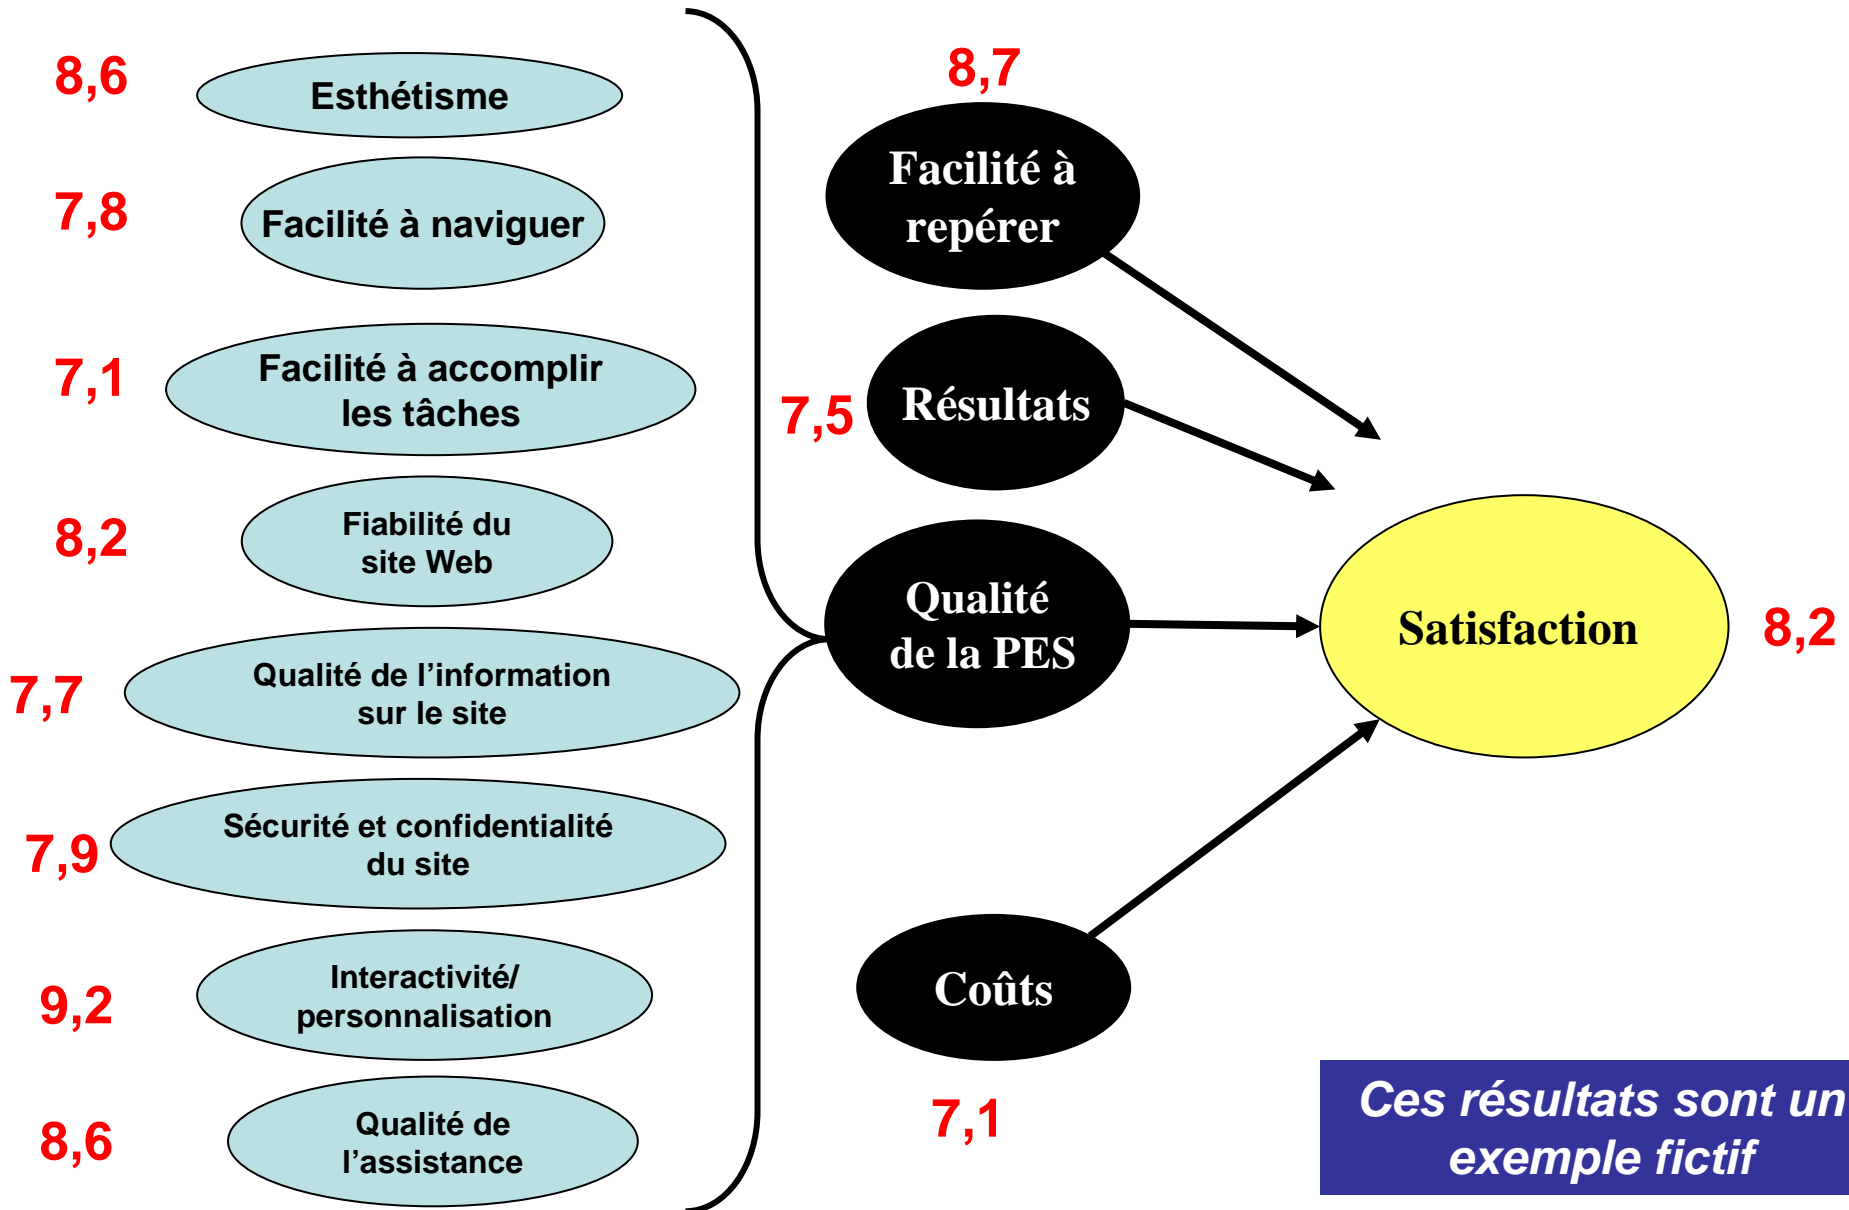 8,6
Esthétisme
7,8
Facilité à naviguer
7,1
Facilité à accomplir
les tâches
8,2
Fiabilité du
site Web
7,7
Qualité de l’information
sur le site
7,9
Sécurité et confidentialité
du site
9,2
Interactivité/
personnalisation
8,6
Qualité de
l’assistance
8,7
Facilité à
repérer
7,5
Résultats
Qualité
de la PES
Coûts
7,1
Satisfaction
8,2
Ces résultats sont un
exemple fictif